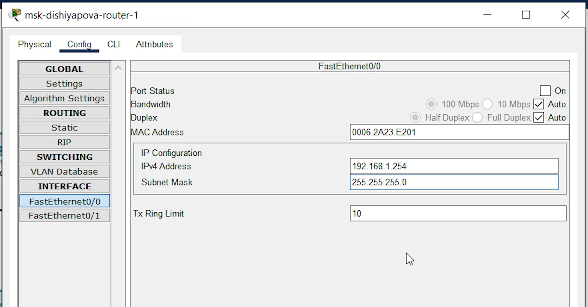 msk-dishiyapova-router-1
Physical Config CLI Attributes
GLOBAL
Settings
Algorithm Settings
ROUTING
Static
RIP
SWITCHING
VLAN Database
INTERFACE
FastEthernet0/0
FastEthernet0/1
FastEthernet0/0
Port Status On
Bandwidth 100 Mbps 10 Mbps Auto
Duplex Half Duplex Full Duplex Auto
MAC Address 0006.2A23.E201
IP Configuration
IPv4 Address 192.168.1.254
Subnet Mask 255.255.255.0
Tx Ring Limit 10